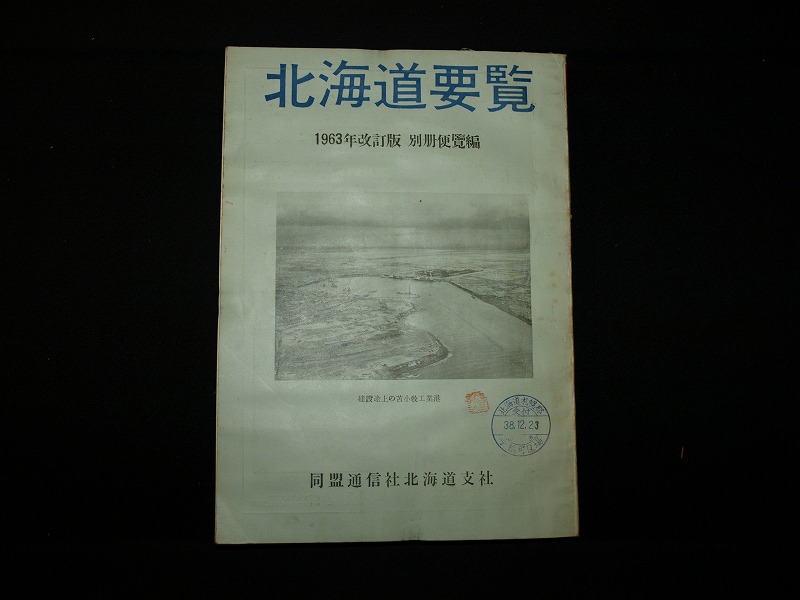 北海道要覧
1963年改訂版 別册便覽編
建設途上の苫小牧工業港
38.12.23
同盟通信社北海道支社